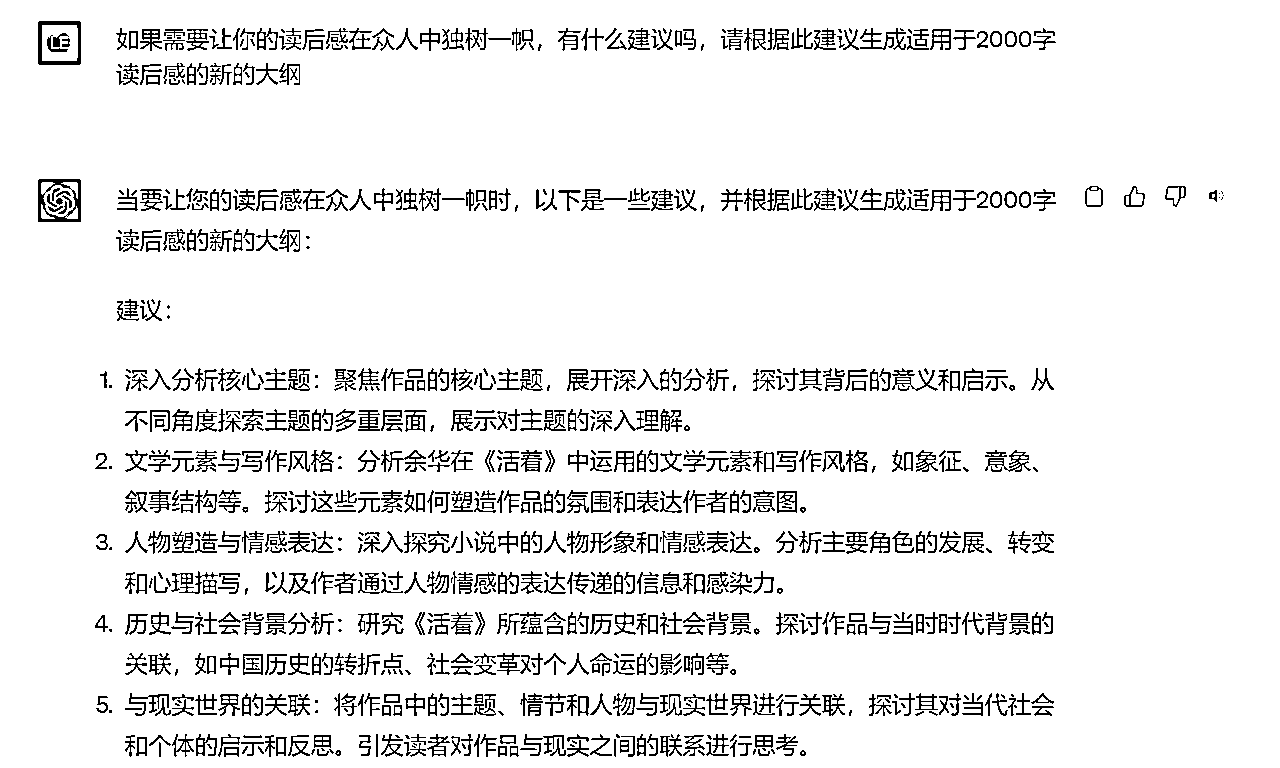 如果需要让你的读后感在众人中独树一帜，有什么建议吗，请根据此建议生成适用于2000字
读后感的新的大纲
当要让您的读后感在众人中独树一帜时，以下是一些建议，并根据此建议生成适用于2000字
读后感的新的大纲：
建议：
1. 深入分析核心主题：聚焦作品的核心主题，展开深入的分析，探讨其背后的意义和启示。从
不同角度探索主题的多重层面，展示对主题的深入理解。
2. 文学元素与写作风格：分析余华在《活着》中运用的文学元素和写作风格，如象征、意象、
叙事结构等。探讨这些元素如何塑造作品的氛围和表达作者的意图。
3. 人物塑造与情感表达：深入探究小说中的人物形象和情感表达。分析主要角色的发展、转变
和心理描写，以及作者通过人物情感的表达传递的信息和感染力。
4. 历史与社会背景分析：研究《活着》所蕴含的历史和社会背景。探讨作品与当时时代背景的
关联，如中国历史的转折点、社会变革对个人命运的影响等。
5. 与现实世界的关联：将作品中的主题、情节和人物与现实世界进行关联，探讨其对当代社会
和个体的启示和反思。引发读者对作品与现实之间的联系进行思考。